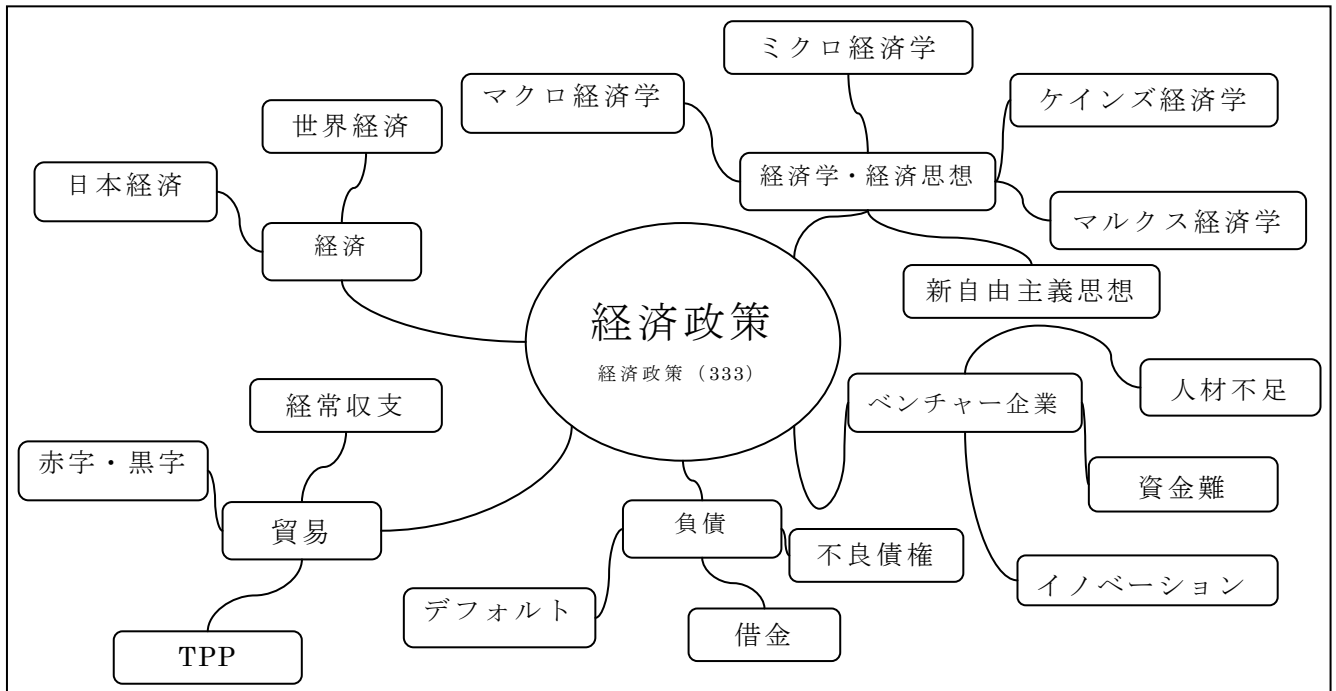 ミクロ経済学
マクロ経済学
ケインズ経済学
世界経済
日本経済
経済学・経済思想
マルクス経済学
経済
新自由主義思想
経済政策
経済政策（333）
経常収支
ベンチャー企業
人材不足
赤字・黒字
資金難
貿易
負債
不良債権
イノベーション
デフォルト
借金
TPP